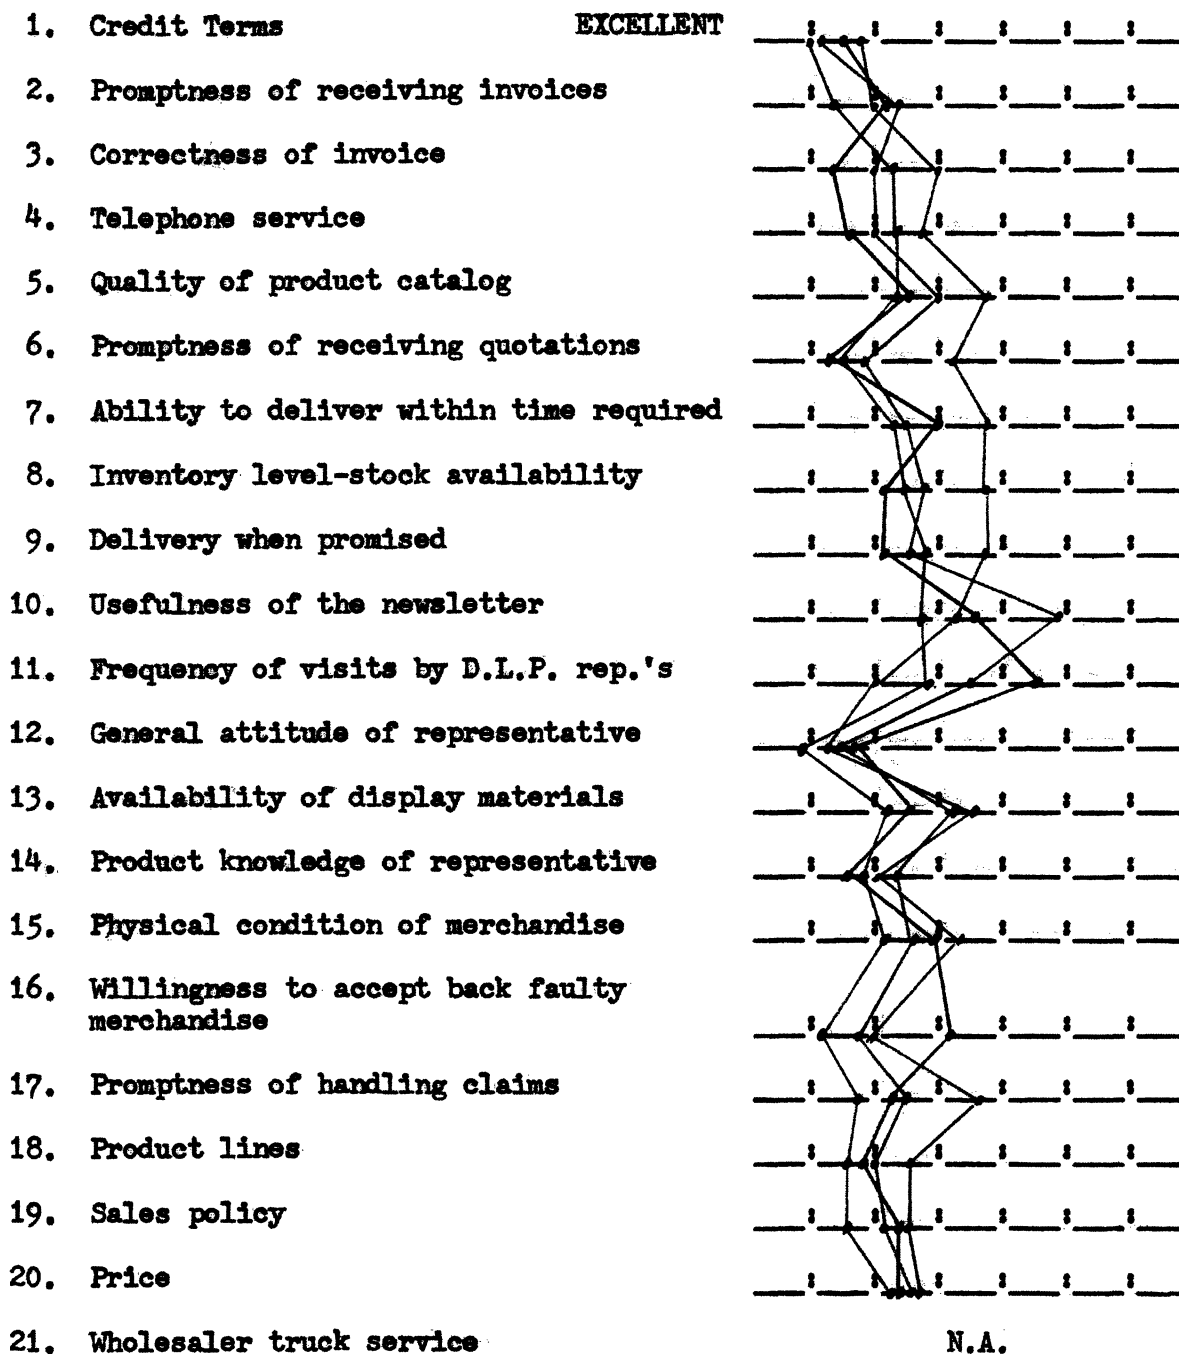 1. Credit Terms EXCELLENT
2. Promptness of receiving invoices
3. Correctness of invoice
4. Telephone service
5. Quality of product catalog
6. Promptness of receiving quotations
7. Ability to deliver within time required
8. Inventory level-stock availability
9. Delivery when promised
10. Usefulness of the newsletter
11. Frequency of visits by D.L.P. rep.'s
12. General attitude of representative
13. Availability of display materials
14. Product knowledge of representative
15. Physical condition of merchandise
16. Willingness to accept back faulty
merchandise
17. Promptness of handling claims
18. Product lines
19. Sales policy
20. Price
21. Wholesaler truck service N.A.